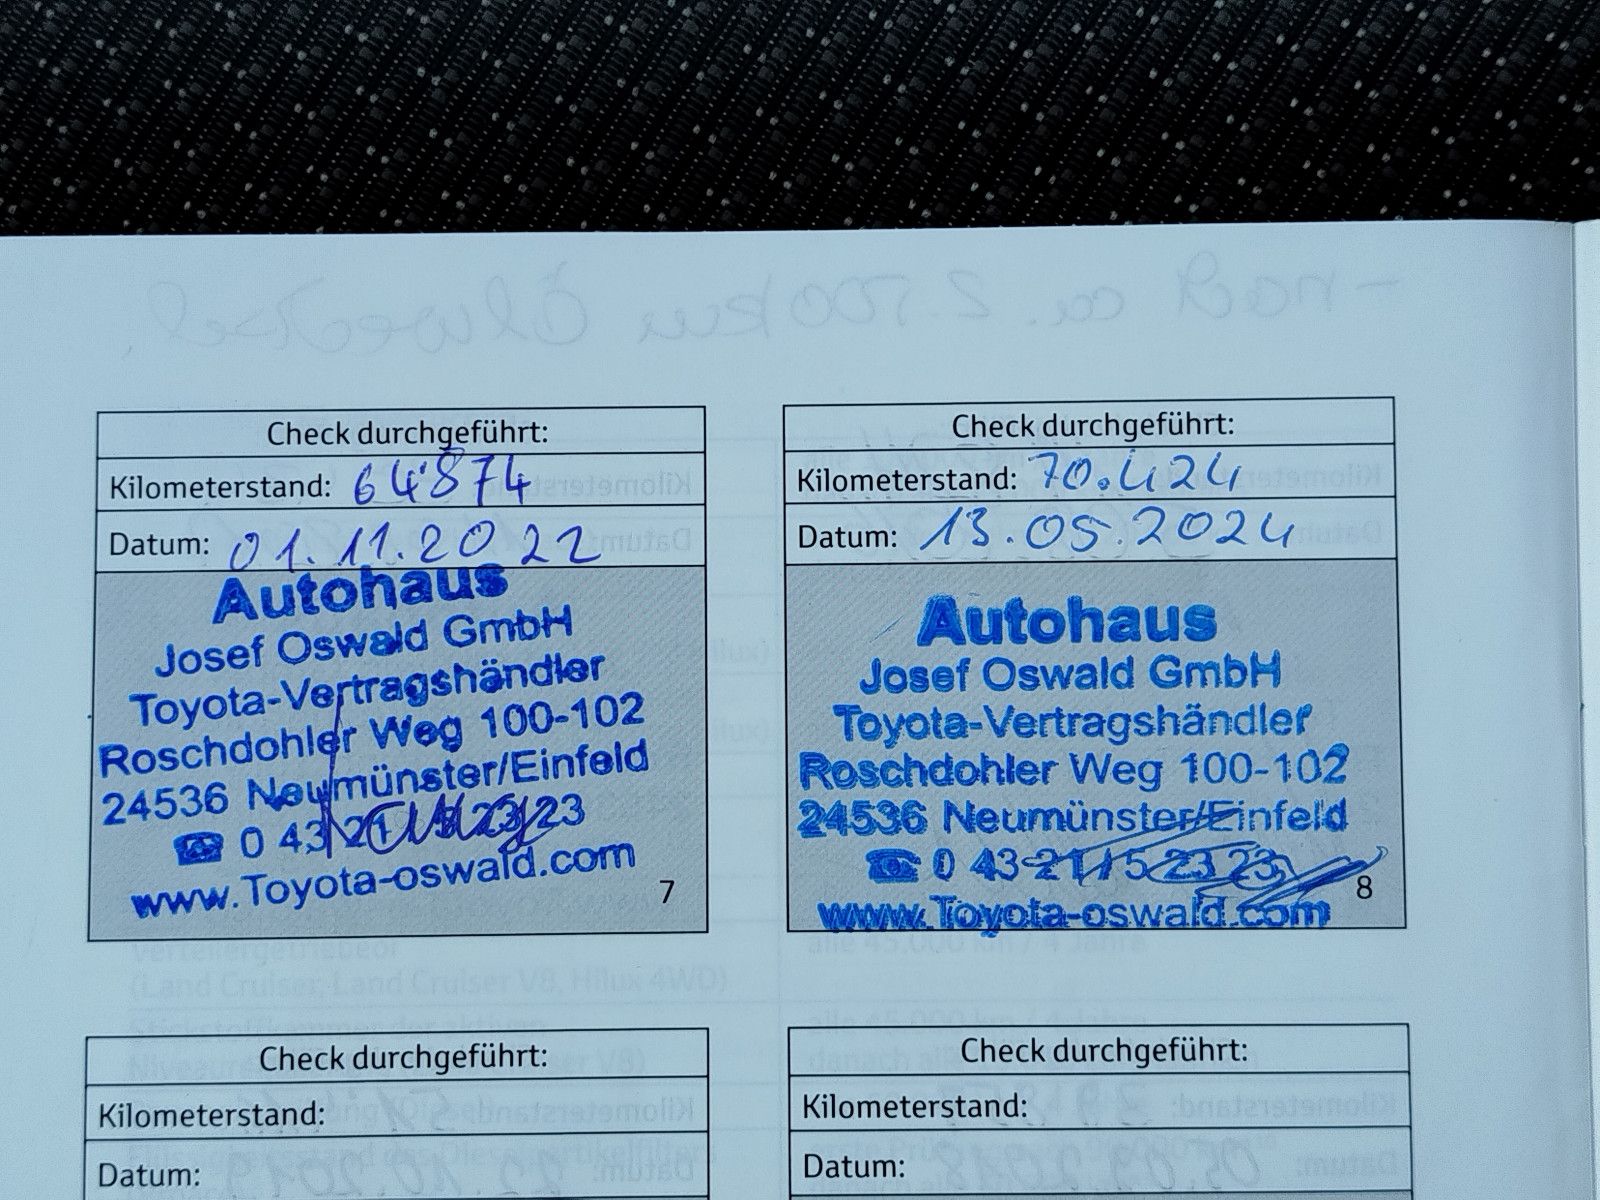 Check durchgeführt:
Kilometerstand: 64874
Datum: 01.11.2022
Autohaus
Josef Oswald GmbH
Toyota-Vertragshändler
Roschdohler Weg 100-102
24536 Neumünster/Einfeld
☎ 0 43 21 / 5 23 23
www.Toyota-oswald.com
7
Check durchgeführt:
Kilometerstand: 70.424
Datum: 13.05.2024
Autohaus
Josef Oswald GmbH
Toyota-Vertragshändler
Roschdohler Weg 100-102
24536 Neumünster/Einfeld
☎ 0 43 21 / 5 23 23
www.Toyota-oswald.com
8
Check durchgeführt:
Kilometerstand:
Datum:
Check durchgeführt:
Kilometerstand:
Datum: